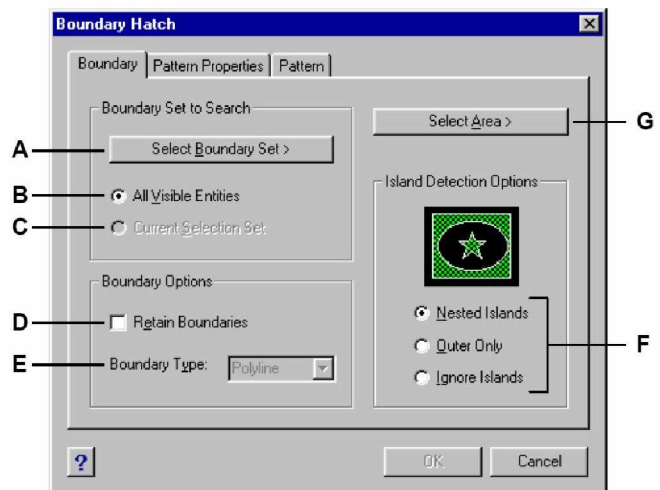 Boundary Hatch
Boundary Pattern Properties Pattern
Boundary Set to Search
Select Boundary Set >
All Visible Entities
Current Selection Set
Boundary Options
Retain Boundaries
Boundary Type: Polyline
Select Area >
Island Detection Options
Nested Islands
Outer Only
Ignore Islands
? OK Cancel
A
B
C
D
E
F
G